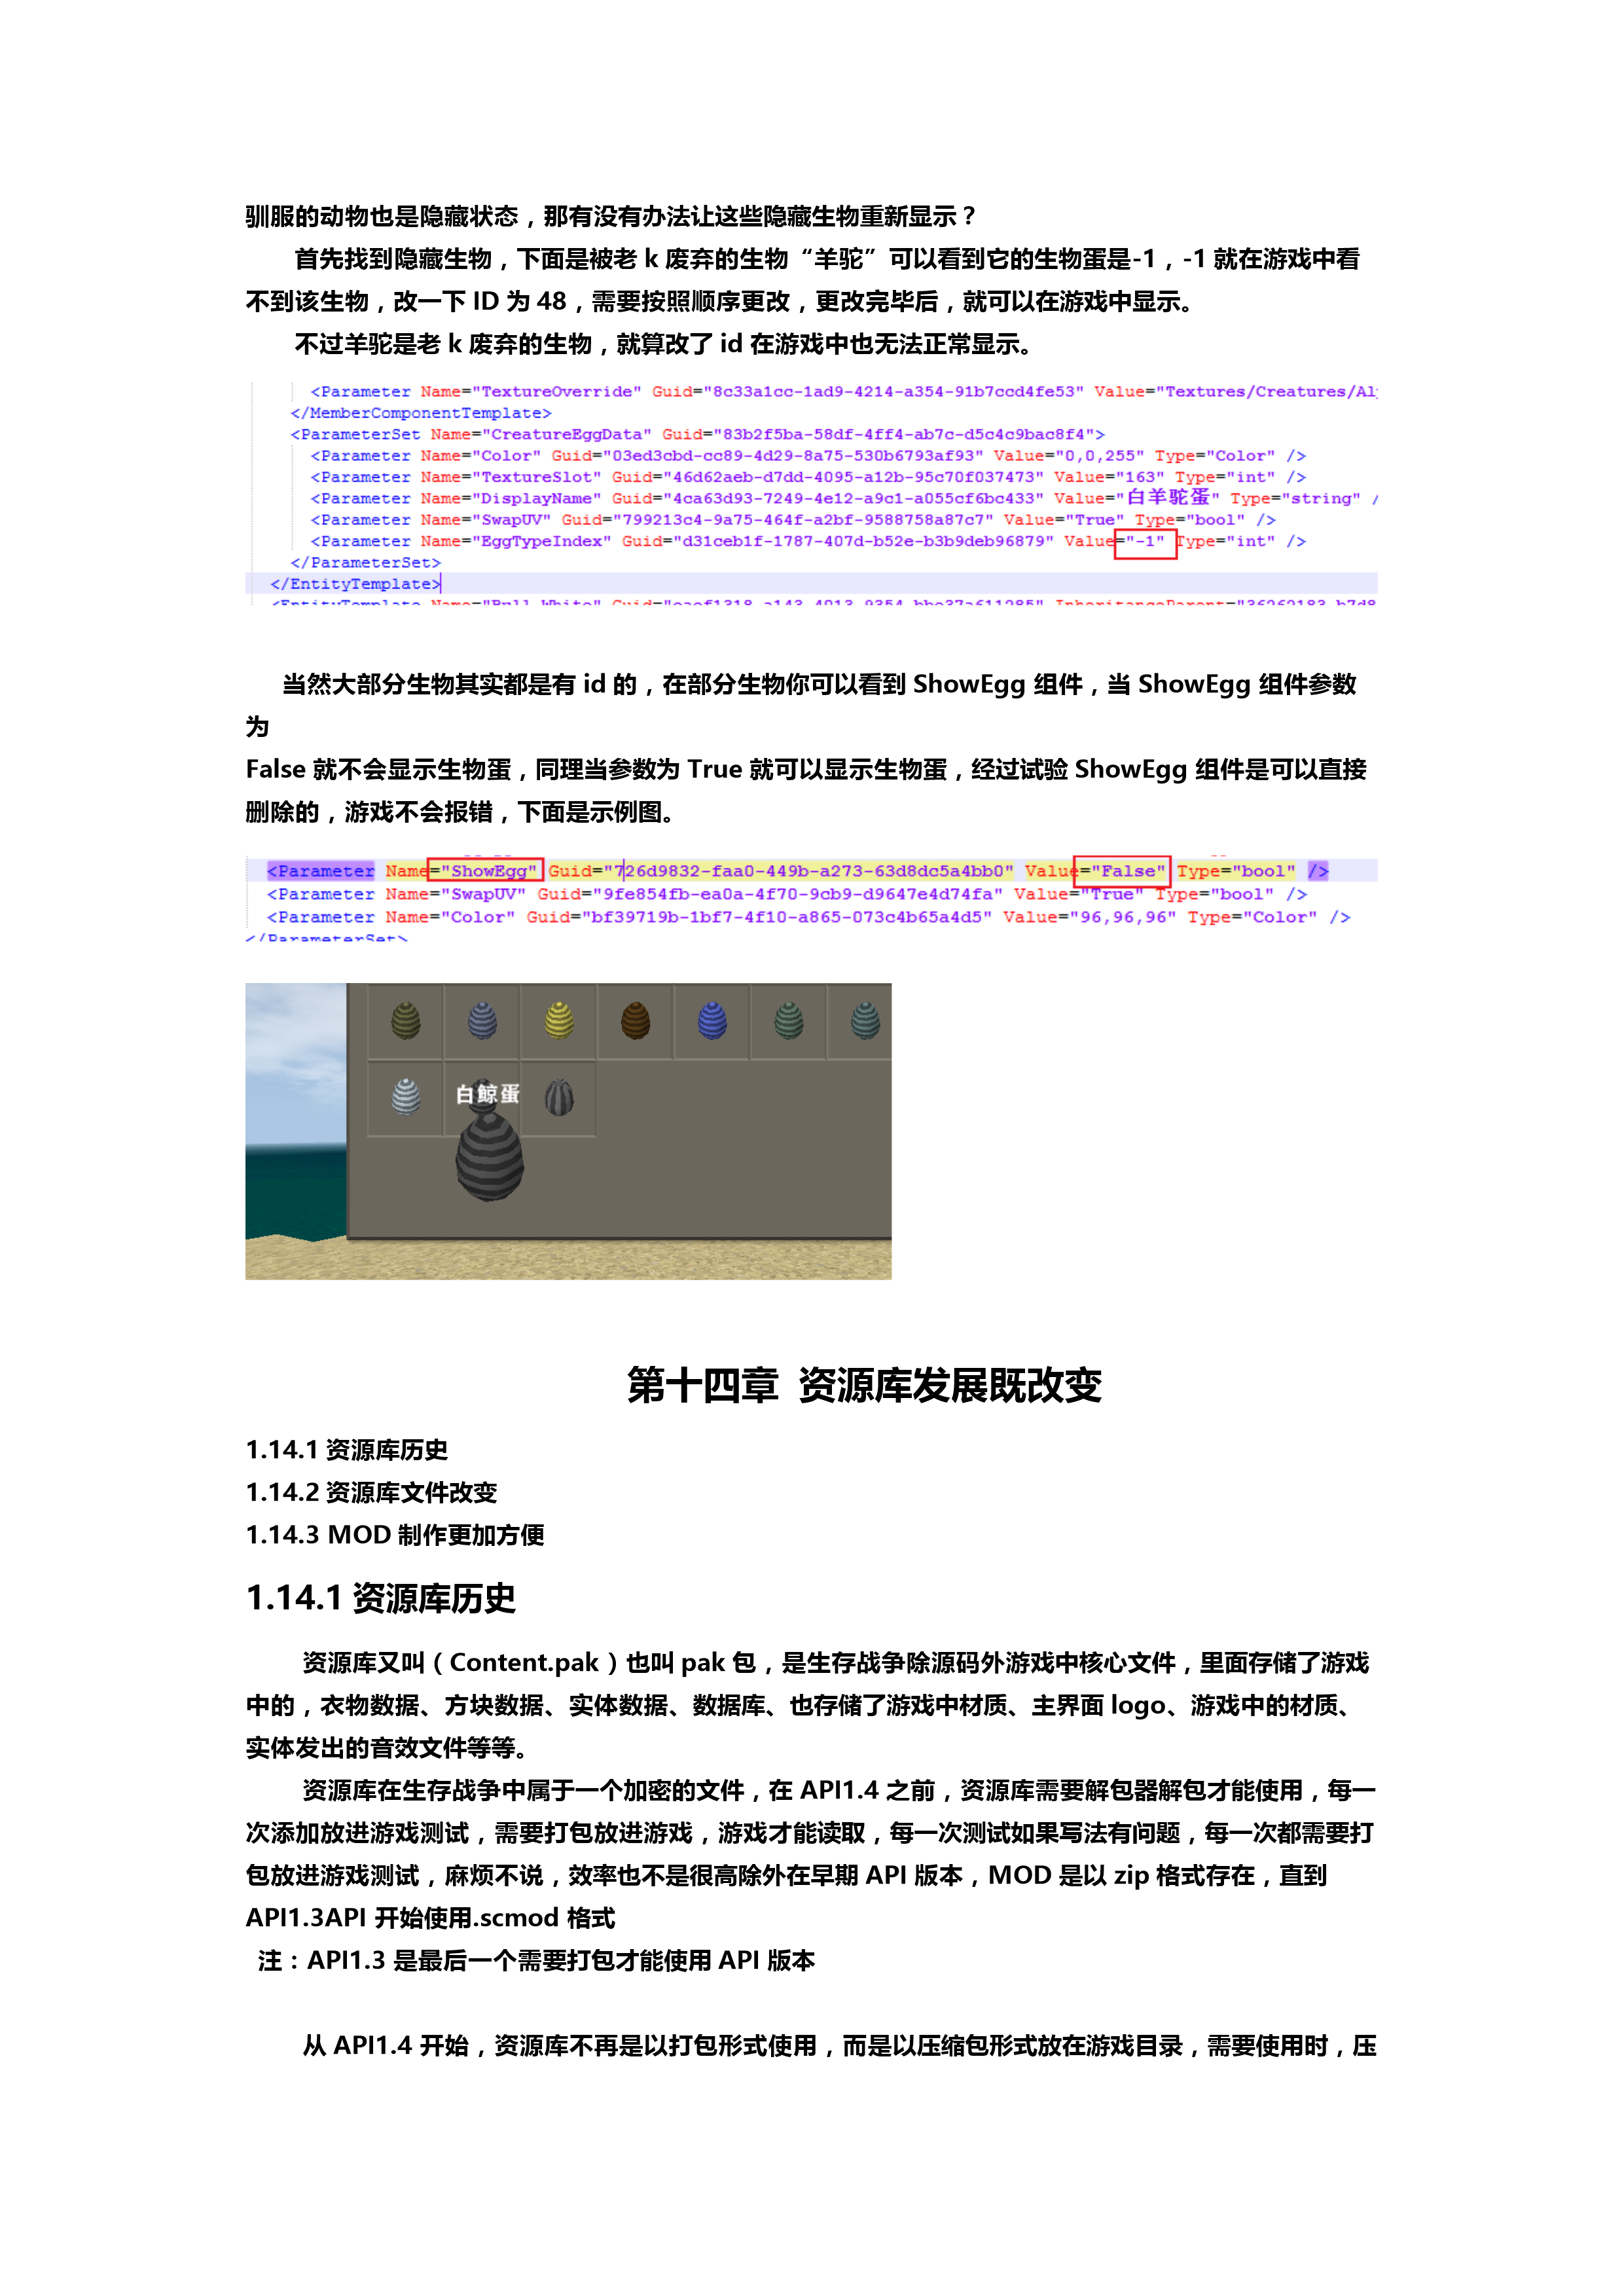 驯服的动物也是隐藏状态，那有没有办法让这些隐藏生物重新显示？
首先找到隐藏生物，下面是被老 k 废弃的生物“羊驼”可以看到它的生物蛋是-1，-1 就在游戏中看
不到该生物，改一下 ID 为 48，需要按照顺序更改，更改完毕后，就可以在游戏中显示。
不过羊驼是老 k 废弃的生物，就算改了 id 在游戏中也无法正常显示。
<Parameter Name="TextureOverride" Guid="8c33a1cc-1ad9-4214-a354-91b7ccd4fe53" Value="Textures/Creatures/Al
</MemberComponentTemplate>
<ParameterSet Name="CreatureEggData" Guid="83b2f5ba-58df-4ff4-ab7c-d5c4c9bac8f4">
<Parameter Name="Color" Guid="03ed3cbd-cc89-4d29-8a75-530b6793af93" Value="0,0,255" Type="Color" />
<Parameter Name="TextureSlot" Guid="46d62aeb-d7dd-4095-a12b-95c70f037473" Value="163" Type="int" />
<Parameter Name="DisplayName" Guid="4ca63d93-7249-4e12-a9c1-a055cf6bc433" Value="白羊驼蛋" Type="string" /
<Parameter Name="SwapUV" Guid="799213c4-9a75-464f-a2bf-9588758a87c7" Value="True" Type="bool" />
<Parameter Name="EggTypeIndex" Guid="d31ceb1f-1787-407d-b52e-b3b9deb96879" Value="-1" Type="int" />
</ParameterSet>
</EntityTemplate>
当然大部分生物其实都是有 id 的，在部分生物你可以看到 ShowEgg 组件，当 ShowEgg 组件参数
为
False 就不会显示生物蛋，同理当参数为 True 就可以显示生物蛋，经过试验 ShowEgg 组件是可以直接
删除的，游戏不会报错，下面是示例图。
<Parameter Name="ShowEgg" Guid="726d9832-faa0-449b-a273-63d8dc5a4bb0" Value="False" Type="bool" />
<Parameter Name="SwapUV" Guid="9fe854fb-ea0a-4f70-9cb9-d9647e4d74fa" Value="True" Type="bool" />
<Parameter Name="Color" Guid="bf39719b-1bf7-4f10-a865-073c4b65a4d5" Value="96,96,96" Type="Color" />
</ParameterSet>
白鲸蛋
第十四章 资源库发展既改变
1.14.1 资源库历史
1.14.2 资源库文件改变
1.14.3 MOD 制作更加方便
1.14.1 资源库历史
资源库又叫（Content.pak）也叫 pak 包，是生存战争除源码外游戏中核心文件，里面存储了游戏
中的，衣物数据、方块数据、实体数据、数据库、也存储了游戏中材质、主界面 logo、游戏中的材质、
实体发出的音效文件等等。
资源库在生存战争中属于一个加密的文件，在 API1.4 之前，资源库需要解包器解包才能使用，每一
次添加放进游戏测试，需要打包放进游戏，游戏才能读取，每一次测试如果写法有问题，每一次都需要打
包放进游戏测试，麻烦不说，效率也不是很高除外在早期 API 版本，MOD 是以 zip 格式存在，直到
API1.3API 开始使用.scmod 格式
注：API1.3 是最后一个需要打包才能使用 API 版本
从 API1.4 开始，资源库不再是以打包形式使用，而是以压缩包形式放在游戏目录，需要使用时，压